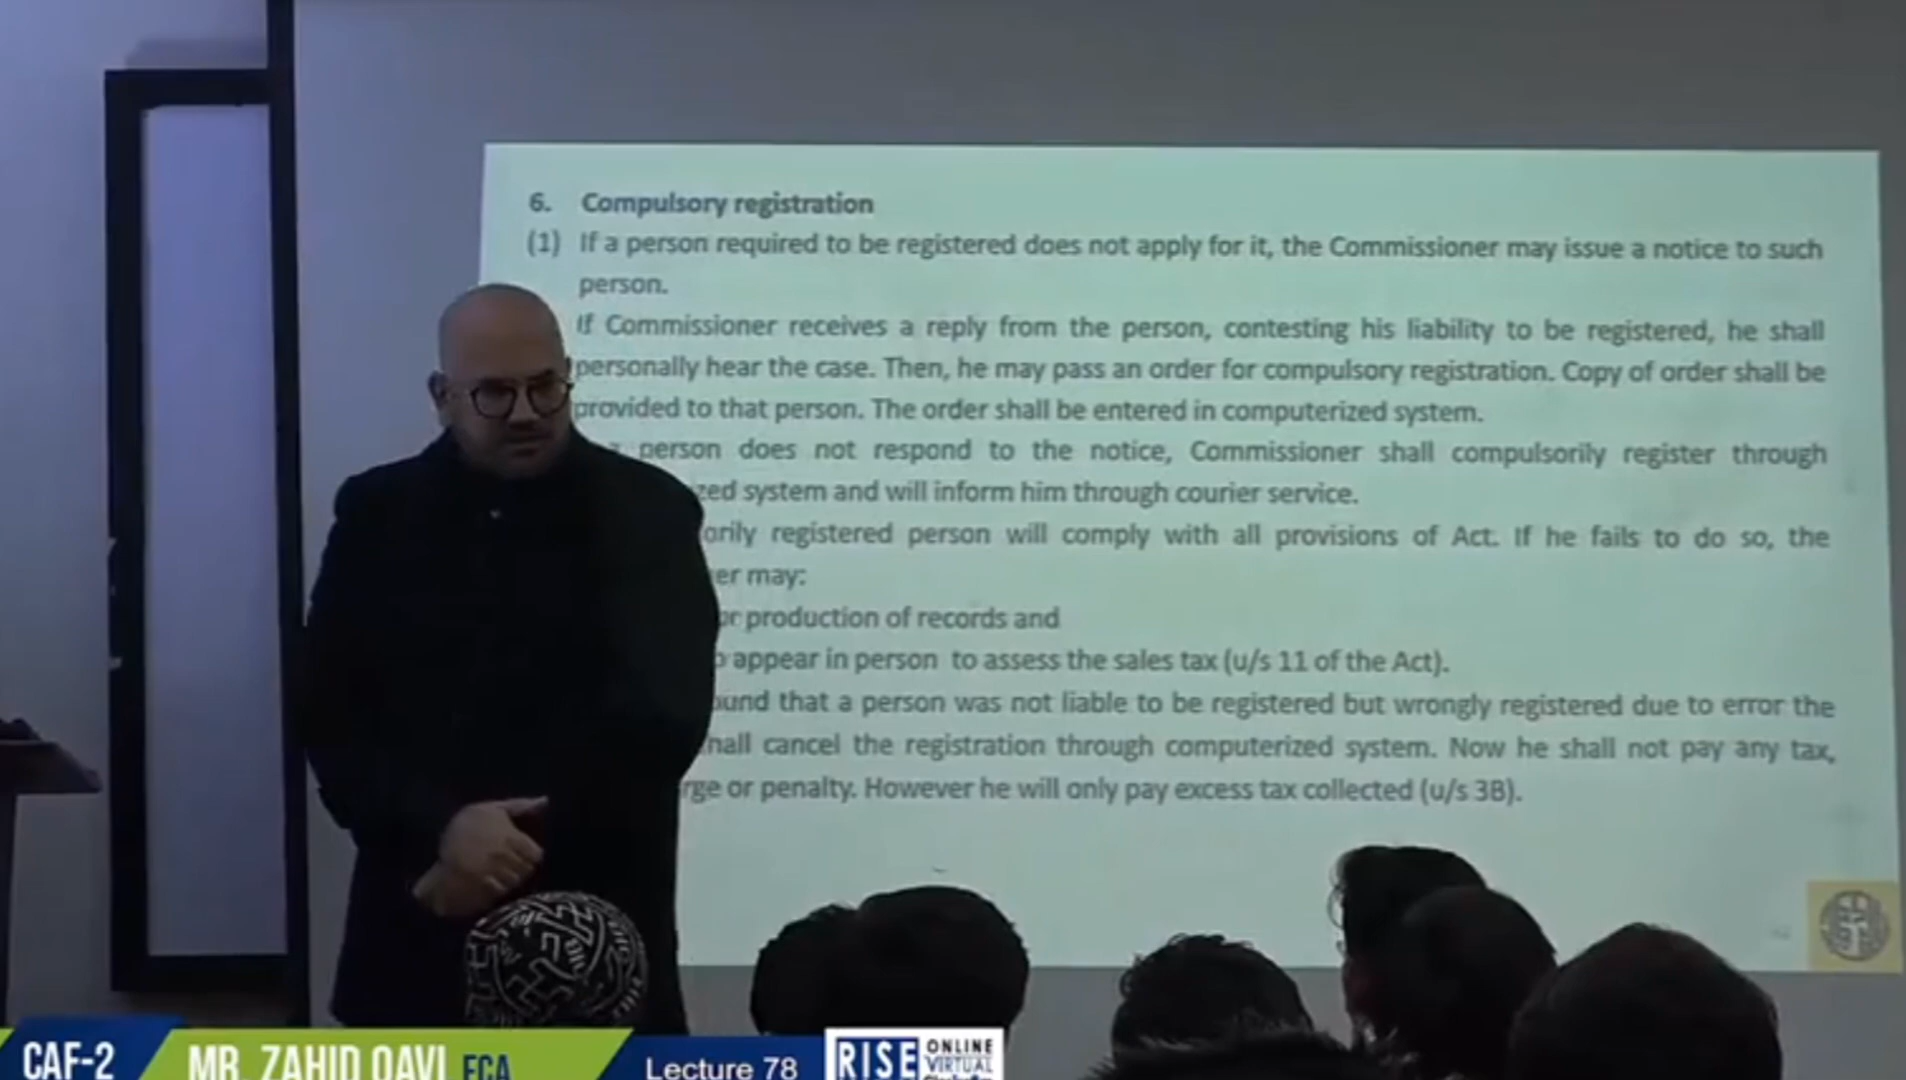 6. Compulsory registration
(1) If a person required to be registered does not apply for it, the Commissioner may issue a notice to such
person.
If Commissioner receives a reply from the person, contesting his liability to be registered, he shall
personally hear the case. Then, he may pass an order for compulsory registration. Copy of order shall be
provided to that person. The order shall be entered in computerized system.
person does not respond to the notice, Commissioner shall compulsorily register through
zed system and will inform him through courier service.
orily registered person will comply with all provisions of Act. If he fails to do so, the
er may:
or production of records and
appear in person to assess the sales tax (u/s 11 of the Act).
ound that a person was not liable to be registered but wrongly registered due to error the
hall cancel the registration through computerized system. Now he shall not pay any tax,
rge or penalty. However he will only pay excess tax collected (u/s 3B).
CAF-2
MR. ZAHID QAVI FCA
Lecture 78
RISE ONLINE
VIRTUAL